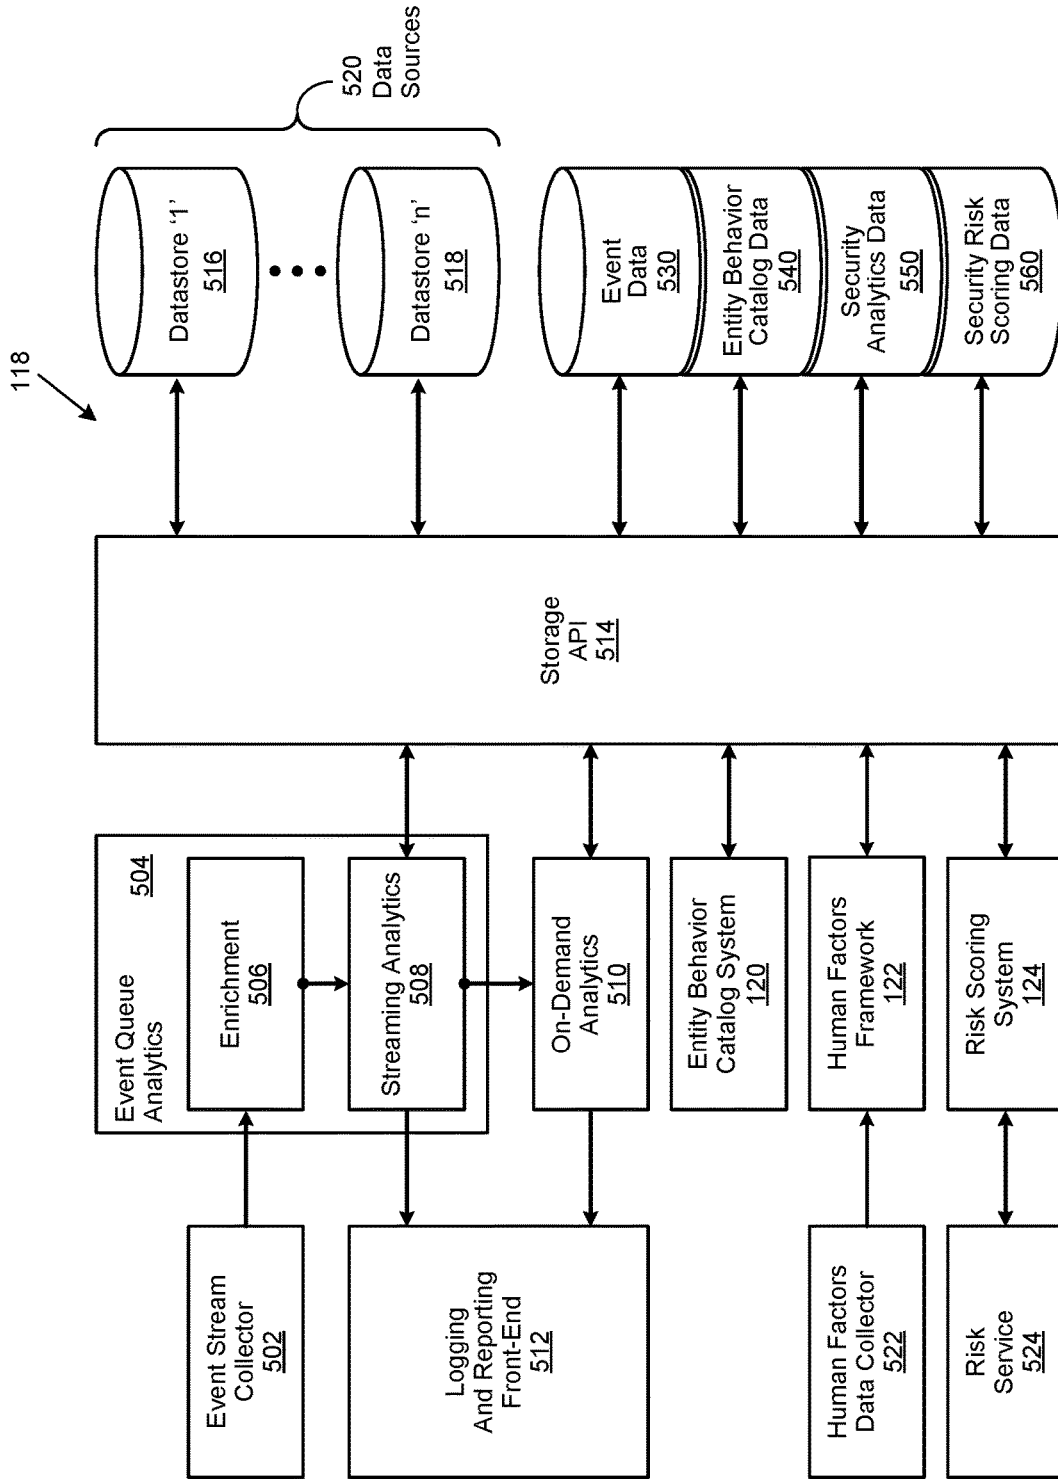 118
Event Stream
Collector
502
Event Queue
Analytics
504
Enrichment
506
Streaming Analytics
508
Logging
And Reporting
Front-End
512
On-Demand
Analytics
510
Entity Behavior
Catalog System
120
Human Factors
Data Collector
522
Human Factors
Framework
122
Risk
Service
524
Risk Scoring
System
124
Storage
API
514
Datastore ‘1’
516
Datastore ‘n’
518
520
Data
Sources
Event
Data
530
Entity Behavior
Catalog Data
540
Security
Analytics Data
550
Security Risk
Scoring Data
560